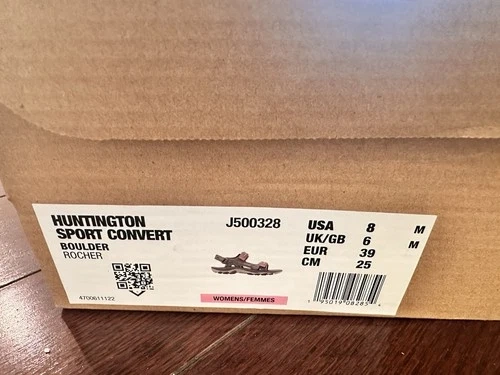 HUNTINGTON
SPORT CONVERT
BOULDER
ROCHER
4700611122
J500328
WOMENS/FEMMES
USA 8 M
UK/GB 6 M
EUR 39
CM 25